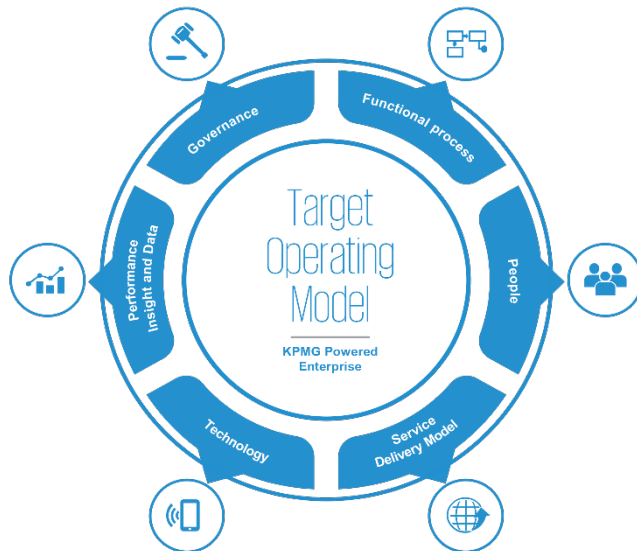 Target
Operating
Model
KPMG Powered
Enterprise
Functional process
People
Service
Delivery Model
Technology
Performance
Insight and Data
Governance